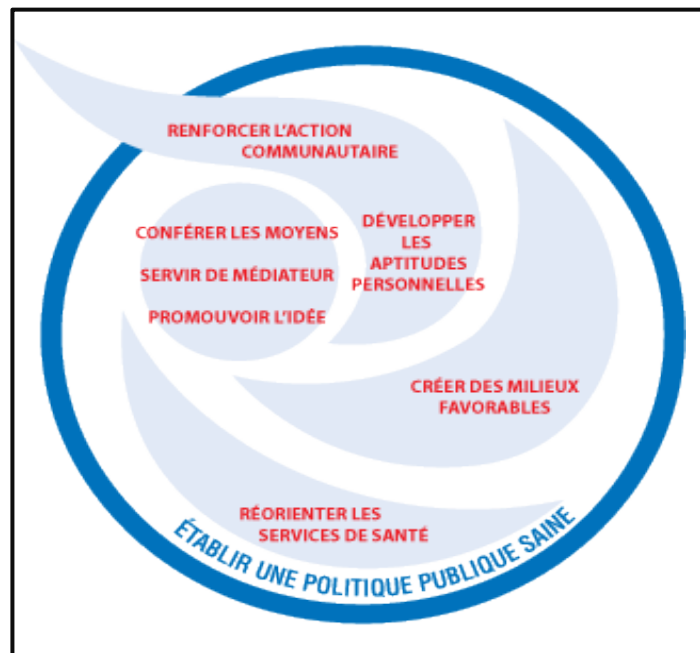 RENFORCER L'ACTION
COMMUNAUTAIRE
CONFÉRER LES MOYENS
SERVIR DE MÉDIATEUR
PROMOUVOIR L'IDÉE
DÉVELOPPER
LES
APTITUDES
PERSONNELLES
CRÉER DES MILIEUX
FAVORABLES
RÉORIENTER LES
SERVICES DE SANTÉ
ÉTABLIR UNE POLITIQUE PUBLIQUE SAINE